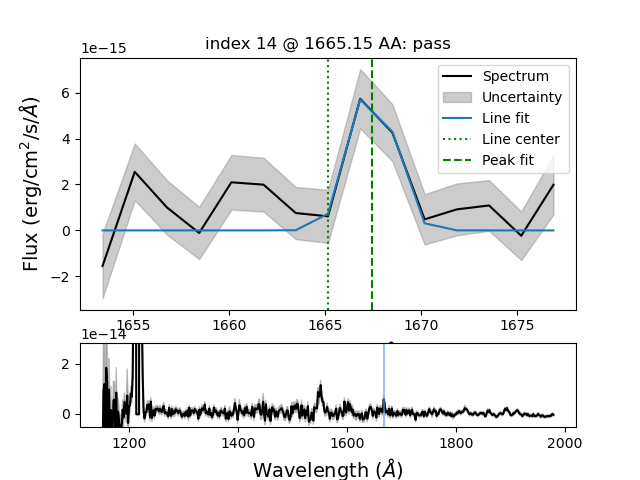 index 14 @ 1665.15 AA: pass
1e−15
Flux (erg/cm²/s/Å)
6
4
2
0
−2
Spectrum
Uncertainty
Line fit
Line center
Peak fit
1655 1660 1665 1670 1675
1e−14
2
0
1200 1400 1600 1800 2000
Wavelength (Å)